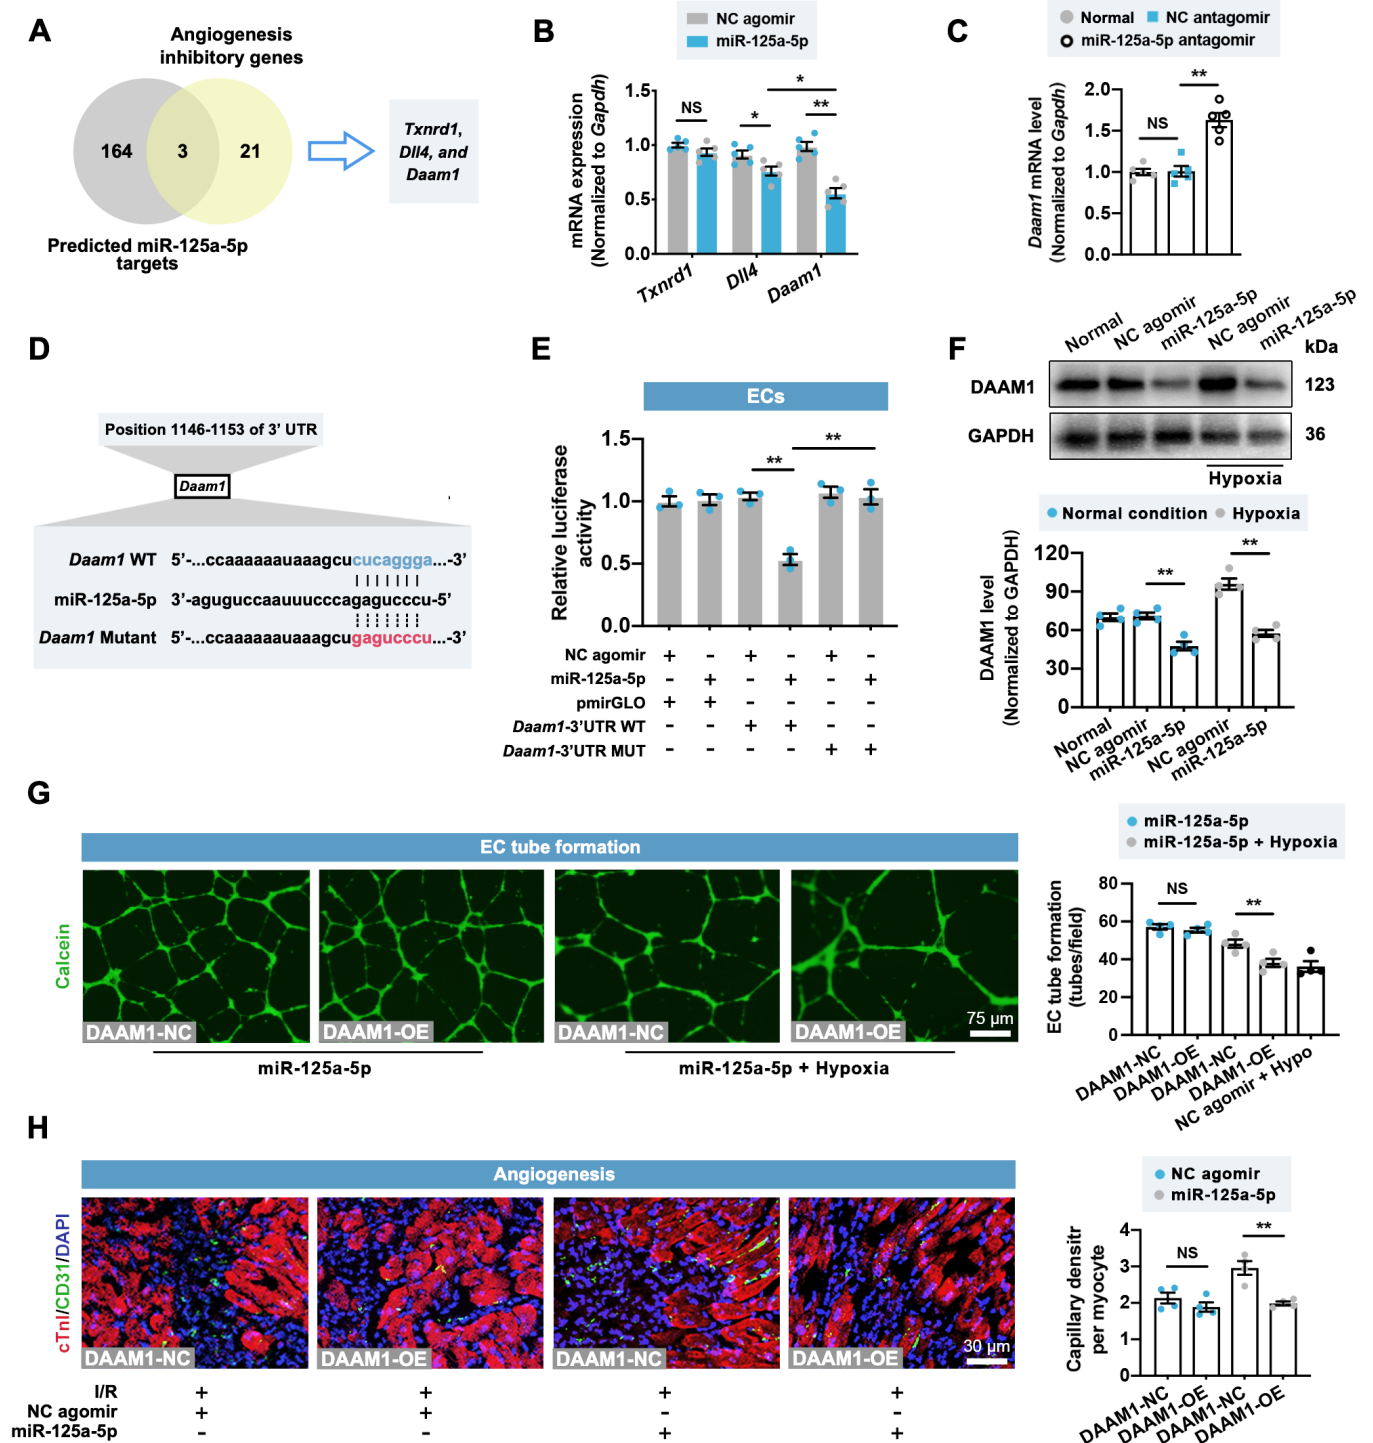 A
Angiogenesis
inhibitory genes
164
3
21
Txnrd1,
Dll4, and
Daam1
Predicted miR-125a-5p
targets
B
NC agomir
miR-125a-5p
mRNA expression
(Normalized to Gapdh)
1.5
1.0
0.5
0.0
NS
*
**
*
Txnrd1
Dll4
Daam1
C
Normal
NC antagomir
miR-125a-5p antagomir
Daam1 mRNA level
(Normalized to Gapdh)
2.0
1.5
1.0
0.5
0.0
NS
**
D
Position 1146-1153 of 3’ UTR
Daam1
Daam1 WT 5’-...ccaaaaaauaaagcucucaggga...-3’
miR-125a-5p 3’-aguguccaauuucccagagucccu-5’
Daam1 Mutant 5’-...ccaaaaaauaaagcugagucccu...-3’
E
ECs
Relative luciferase
activity
1.5
1.0
0.5
0.0
**
**
NC agomir + - + - + -
miR-125a-5p - + - + - +
pmirGLO + + - - - -
Daam1-3’UTR WT - - + + - -
Daam1-3’UTR MUT - - - - + +
F
Normal
NC agomir
miR-125a-5p
NC agomir
miR-125a-5p
kDa
DAAM1
123
GAPDH
36
Hypoxia
Normal condition
Hypoxia
DAAM1 level
(Normalized to GAPDH)
120
90
60
30
0
**
**
Normal
NC agomir
miR-125a-5p
NC agomir
miR-125a-5p
G
EC tube formation
Calcein
DAAM1-NC
DAAM1-OE
DAAM1-NC
DAAM1-OE
75 µm
miR-125a-5p
miR-125a-5p + Hypoxia
miR-125a-5p
miR-125a-5p + Hypoxia
EC tube formation
(tubes/field)
80
60
40
20
0
NS
**
DAAM1-NC
DAAM1-OE
DAAM1-NC
DAAM1-OE
NC agomir + Hypo
H
Angiogenesis
cTnI/CD31/DAPI
DAAM1-NC
DAAM1-OE
DAAM1-NC
DAAM1-OE
30 µm
I/R + + + +
NC agomir + + - -
miR-125a-5p - - + +
NC agomir
miR-125a-5p
Capillary densitr
per myocyte
4
3
2
1
0
NS
**
DAAM1-NC
DAAM1-OE
DAAM1-NC
DAAM1-OE